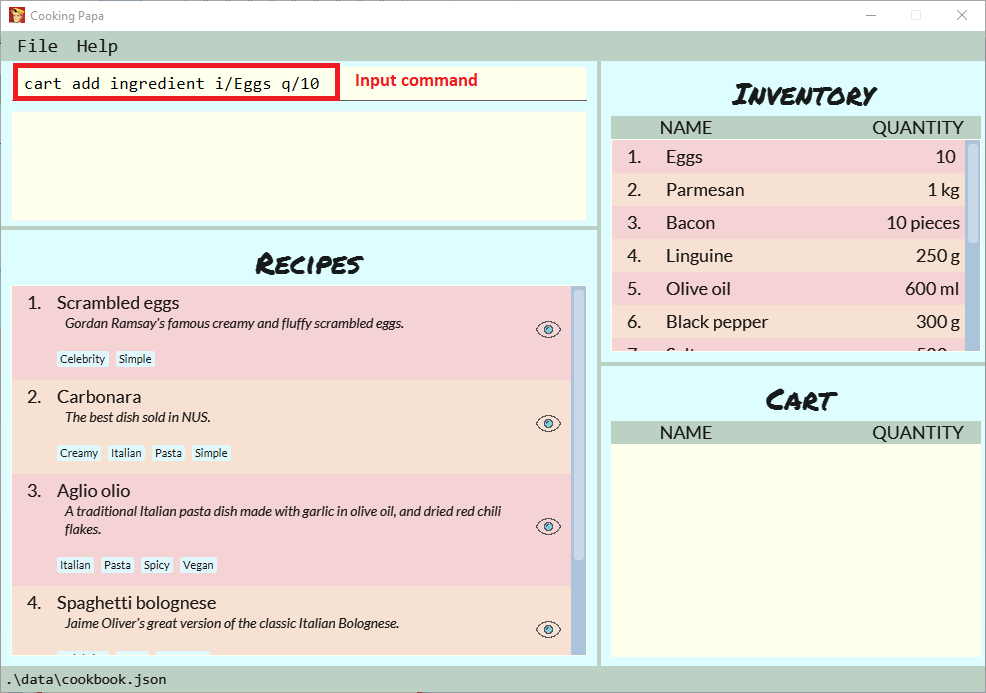 Cooking Papa
File Help
cart add ingredient i/Eggs q/10
Input command
Recipes
1. Scrambled eggs
Gordan Ramsay's famous creamy and fluffy scrambled eggs.
Celebrity Simple
2. Carbonara
The best dish sold in NUS.
Creamy Italian Pasta Simple
3. Aglio olio
A traditional Italian pasta dish made with garlic in olive oil, and dried red chili
flakes.
Italian Pasta Spicy Vegan
4. Spaghetti bolognese
Jaime Oliver's great version of the classic Italian Bolognese.
Inventory
NAME QUANTITY
1. Eggs 10
2. Parmesan 1 kg
3. Bacon 10 pieces
4. Linguine 250 g
5. Olive oil 600 ml
6. Black pepper 300 g
Cart
NAME QUANTITY
.\data\cookbook.json